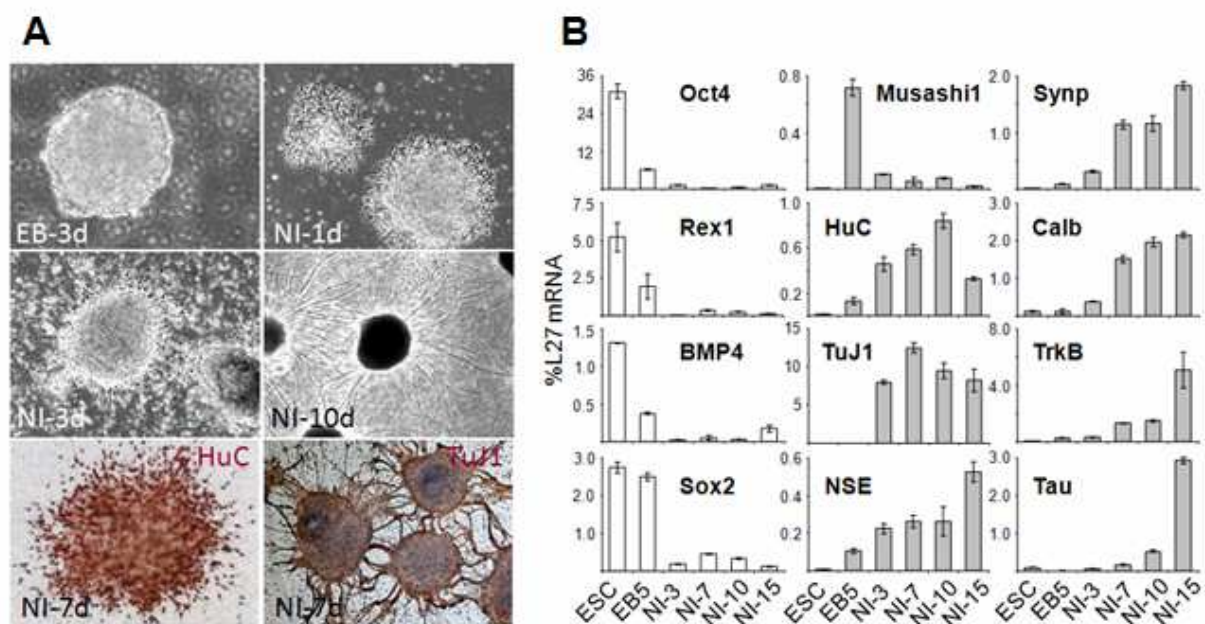 A
EB-3d
NI-1d
NI-3d
NI-10d
HuC
NI-7d
TuJ1
NI-7d
B
%L27 mRNA
Oct4
36
24
12
Musashi1
0.8
0.4
Synp
2.0
1.0
Rex1
7.5
5.0
2.5
HuC
1.0
0.6
0.2
Calb
3.0
2.0
1.0
BMP4
1.5
1.0
0.5
TuJ1
15
10
5
TrkB
8.0
4.0
Sox2
3.0
2.0
1.0
NSE
0.6
0.4
0.2
Tau
3.0
2.0
1.0
ESC EB5 NI-3 NI-7 NI-10 NI-15
ESC EB5 NI-3 NI-7 NI-10 NI-15
ESC EB5 NI-3 NI-7 NI-10 NI-15